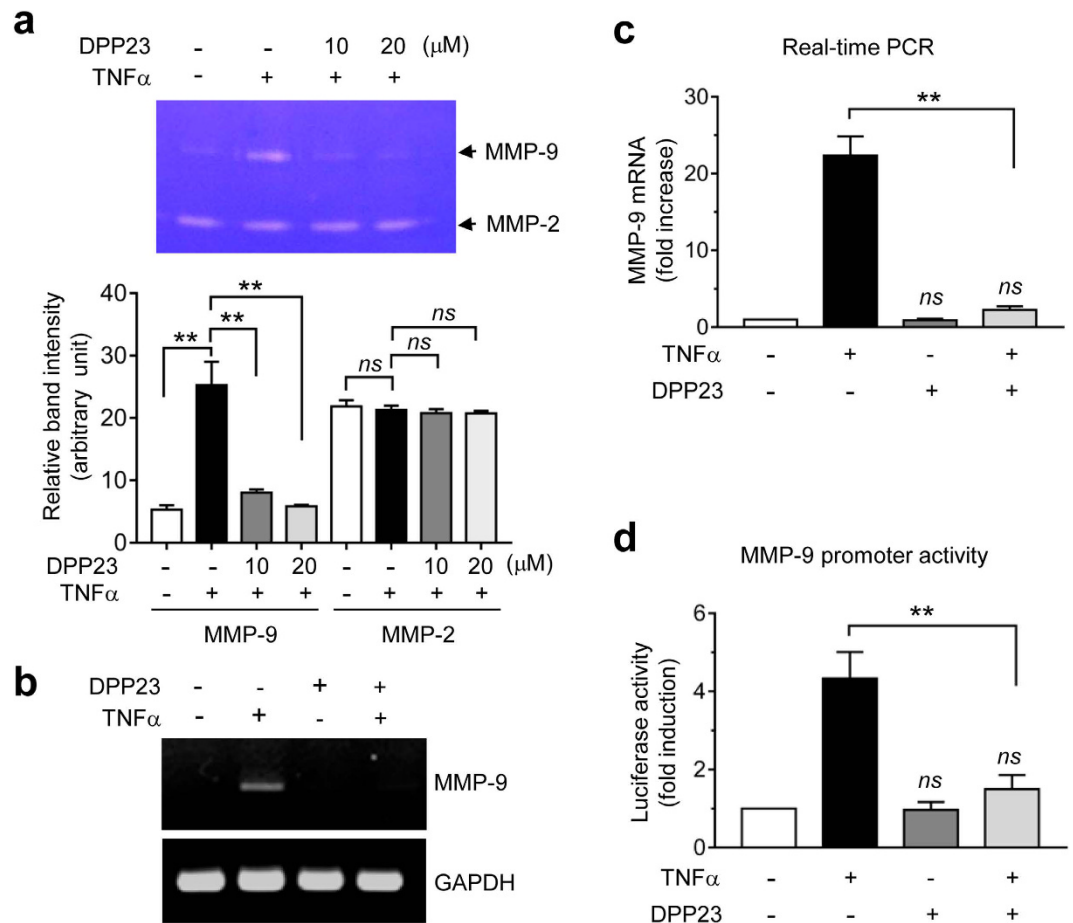 a
DPP23 - - 10 20 (μM)
TNFα - + + +
MMP-9
MMP-2
Relative band intensity
(arbitrary unit)
40
30
20
10
0
** ** **
ns ns ns
DPP23 - - 10 20 - - 10 20 (μM)
TNFα - + + + - + + +
MMP-9 MMP-2
b
DPP23 - - + +
TNFα - + - +
MMP-9
GAPDH
c
Real-time PCR
MMP-9 mRNA
(fold increase)
30
20
10
0
**
ns ns
TNFα - + - +
DPP23 - - + +
d
MMP-9 promoter activity
Luciferase activity
(fold induction)
6
4
2
0
**
ns ns
TNFα - + - +
DPP23 - - + +